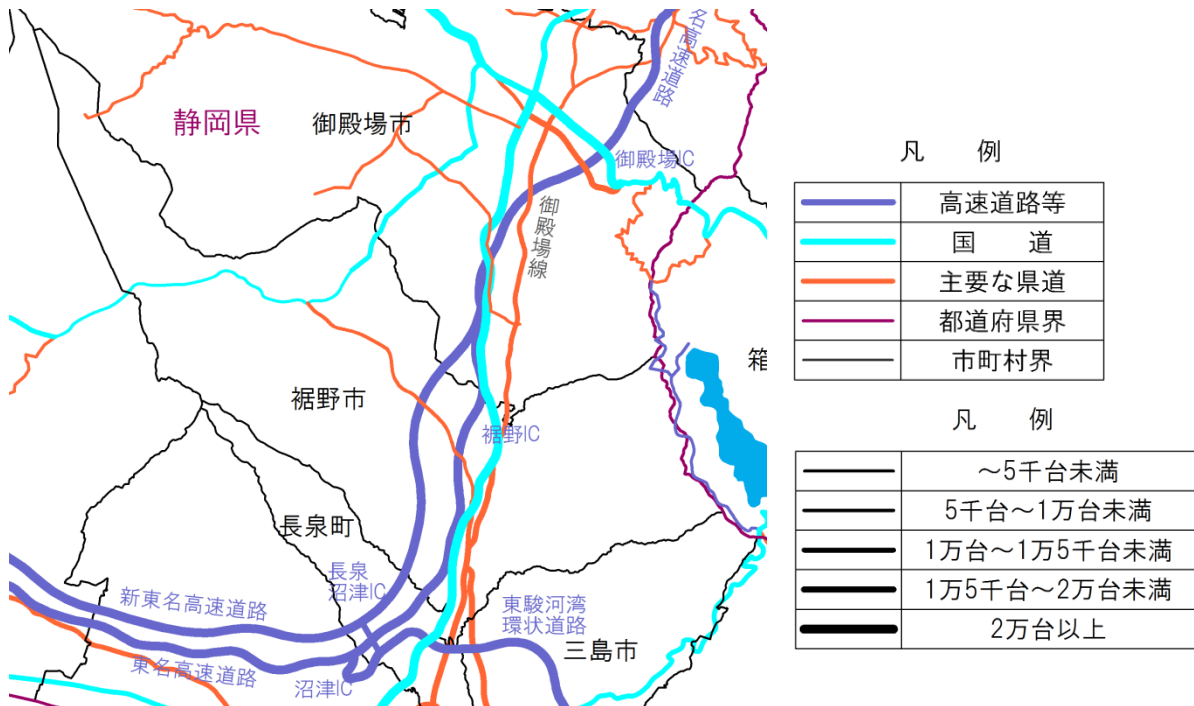 名高速道路
静岡県
御殿場市
御殿場IC
御殿場線
裾野市
箱
裾野IC
長泉町
長泉
沼津IC
新東名高速道路
東駿河湾
環状道路
三島市
東名高速道路
沼津IC
凡 例
高速道路等
国 道
主要な県道
都道府県界
市町村界
凡 例
～5千台未満
5千台～1万台未満
1万台～1万5千台未満
1万5千台～2万台未満
2万台以上